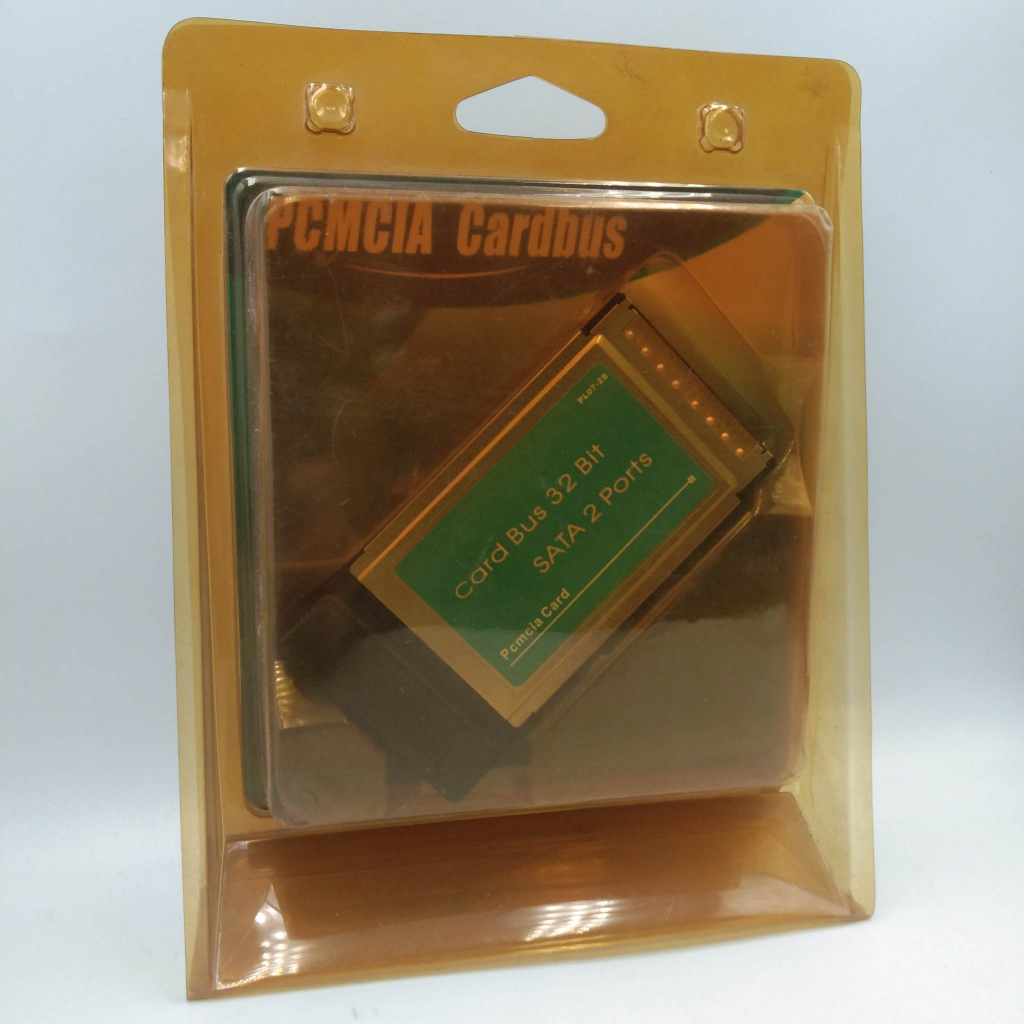 PCMCIA Cardbus
PL07-2S
Card Bus 32 Bit
SATA 2 Ports
Pcmcia Card